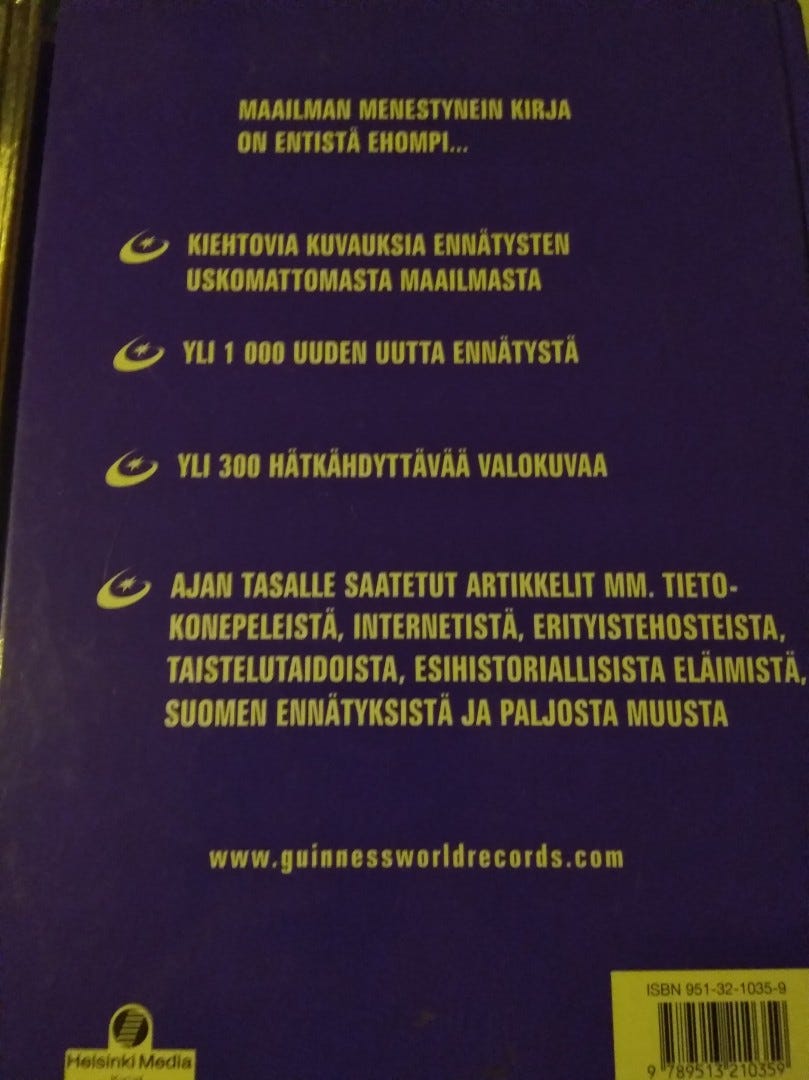 MAAILMAN MENESTYNEIN KIRJA
ON ENTISTÄ EHOMPI...
KIEHTOVIA KUVAUKSIA ENNÄTYSTEN
USKOMATTOMASTA MAAILMASTA
YLI 1 000 UUDEN UUTTA ENNÄTYSTÄ
YLI 300 HÄTKÄHDYTTÄVÄÄ VALOKUVAA
AJAN TASALLE SAATETUT ARTIKKELIT MM. TIETO-
KONEPELEISTÄ, INTERNETISTÄ, ERITYISTEHOSTEISTA,
TAISTELUTAIDOISTA, ESIHISTORIALLISISTA ELÄIMISTÄ,
SUOMEN ENNÄTYKSISTÄ JA PALJOSTA MUUSTA
www.guinnessworldrecords.com
ISBN 951-32-1035-9
9 789513 210359
Helsinki Media